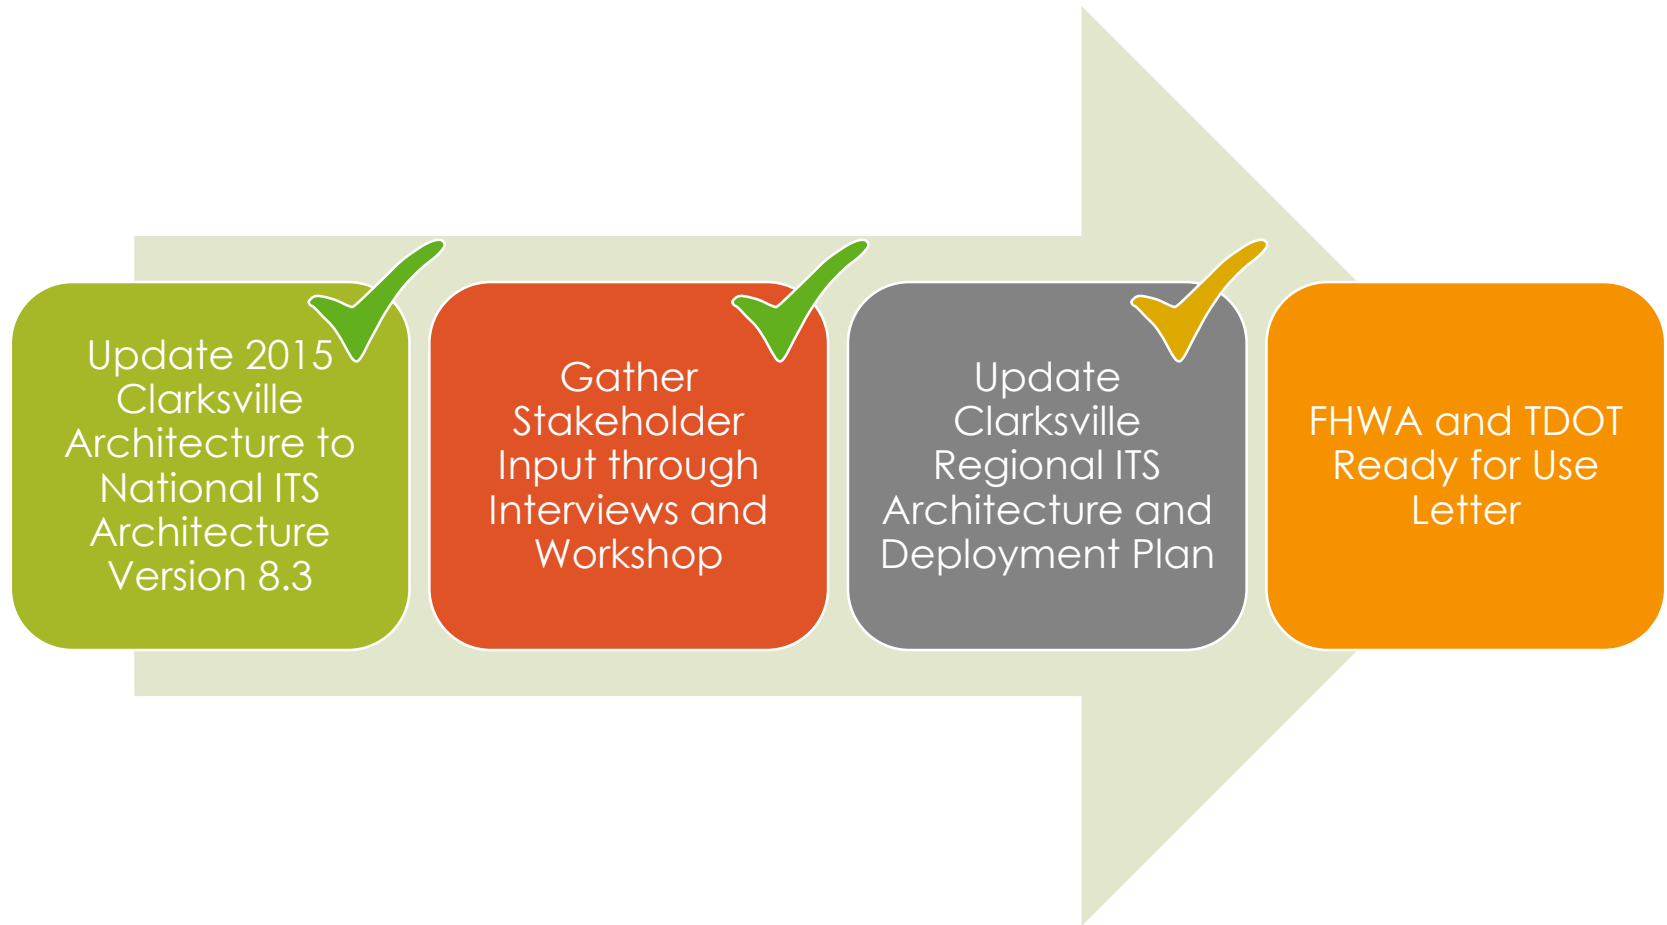 Update 2015
Clarksville
Architecture to
National ITS
Architecture
Version 8.3
Gather
Stakeholder
Input through
Interviews and
Workshop
Update
Clarksville
Regional ITS
Architecture and
Deployment Plan
FHWA and TDOT
Ready for Use
Letter